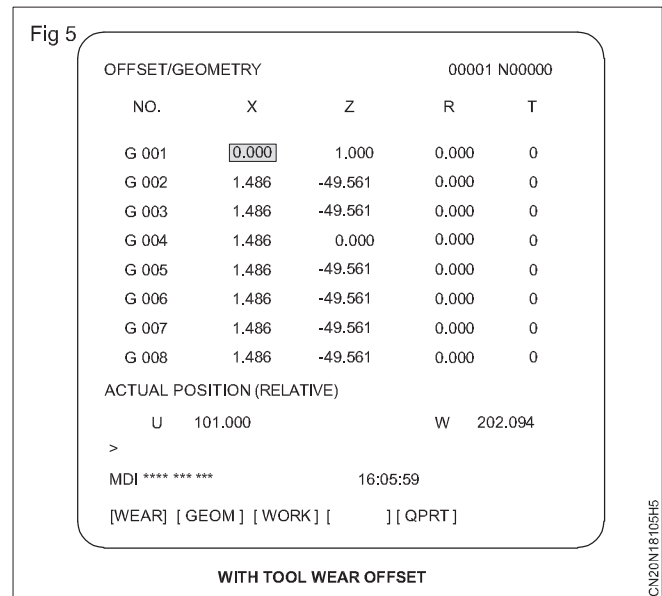 Fig 5
OFFSET/GEOMETRY 00001 N00000
NO. X Z R T
G 001 0.000 1.000 0.000 0
G 002 1.486 -49.561 0.000 0
G 003 1.486 -49.561 0.000 0
G 004 1.486 0.000 0.000 0
G 005 1.486 -49.561 0.000 0
G 006 1.486 -49.561 0.000 0
G 007 1.486 -49.561 0.000 0
G 008 1.486 -49.561 0.000 0
ACTUAL POSITION (RELATIVE)
U 101.000 W 202.094
>
MDI **** *** *** 16:05:59
[WEAR] [ GEOM ] [ WORK ] [ ] [ QPRT ]
WITH TOOL WEAR OFFSET
CN20N18105H5